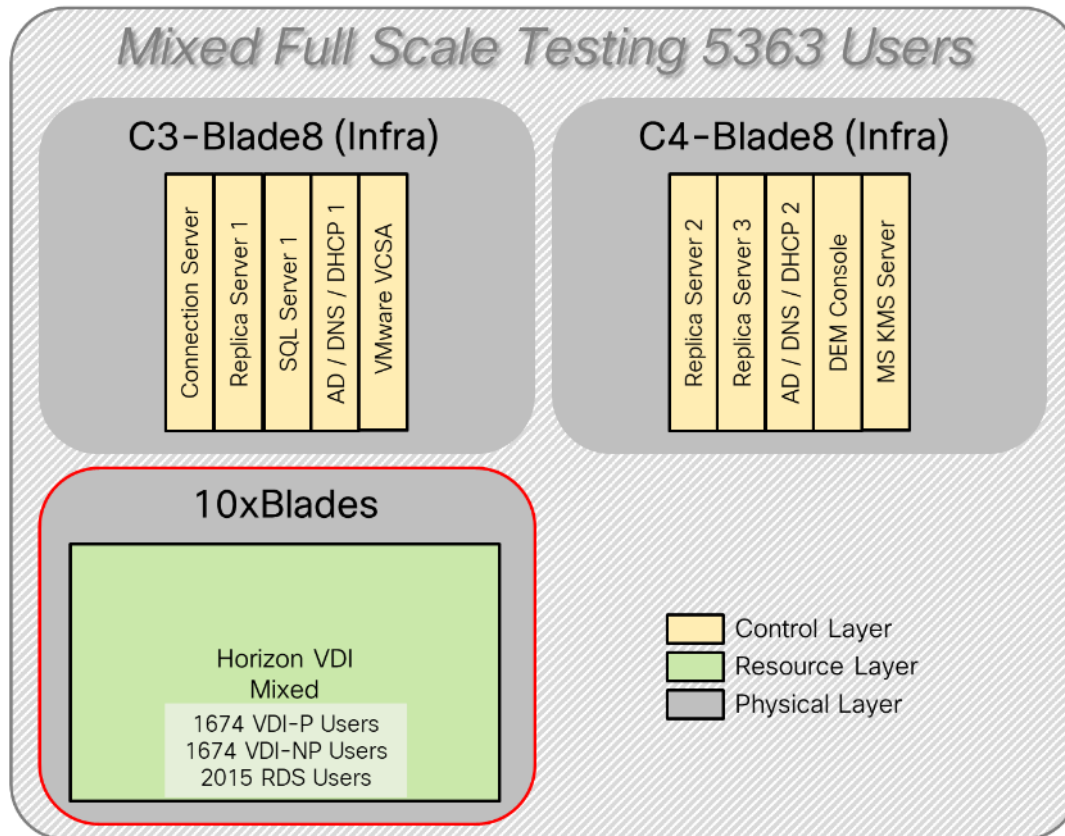 Mixed Full Scale Testing 5363 Users
C3-Blade8 (Infra)
Connection Server
Replica Server 1
SQL Server 1
AD / DNS / DHCP 1
VMware VCSA
C4-Blade8 (Infra)
Replica Server 2
Replica Server 3
AD / DNS / DHCP 2
DEM Console
MS KMS Server
10xBlades
Horizon VDI
Mixed
1674 VDI-P Users
1674 VDI-NP Users
2015 RDS Users
Control Layer
Resource Layer
Physical Layer